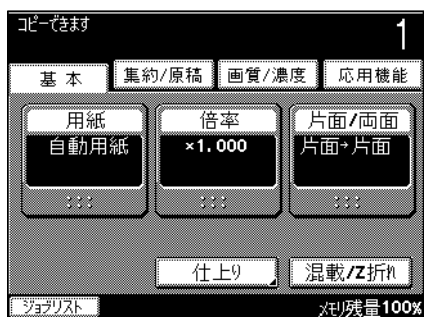 コピーできます
1
基本 集約/原稿 画質/濃度 応用機能
用紙 倍率 片面/両面
自動用紙 ×1.000 片面→片面
仕上り 混載/Z折れ
ジョブリスト メモリ残量100%